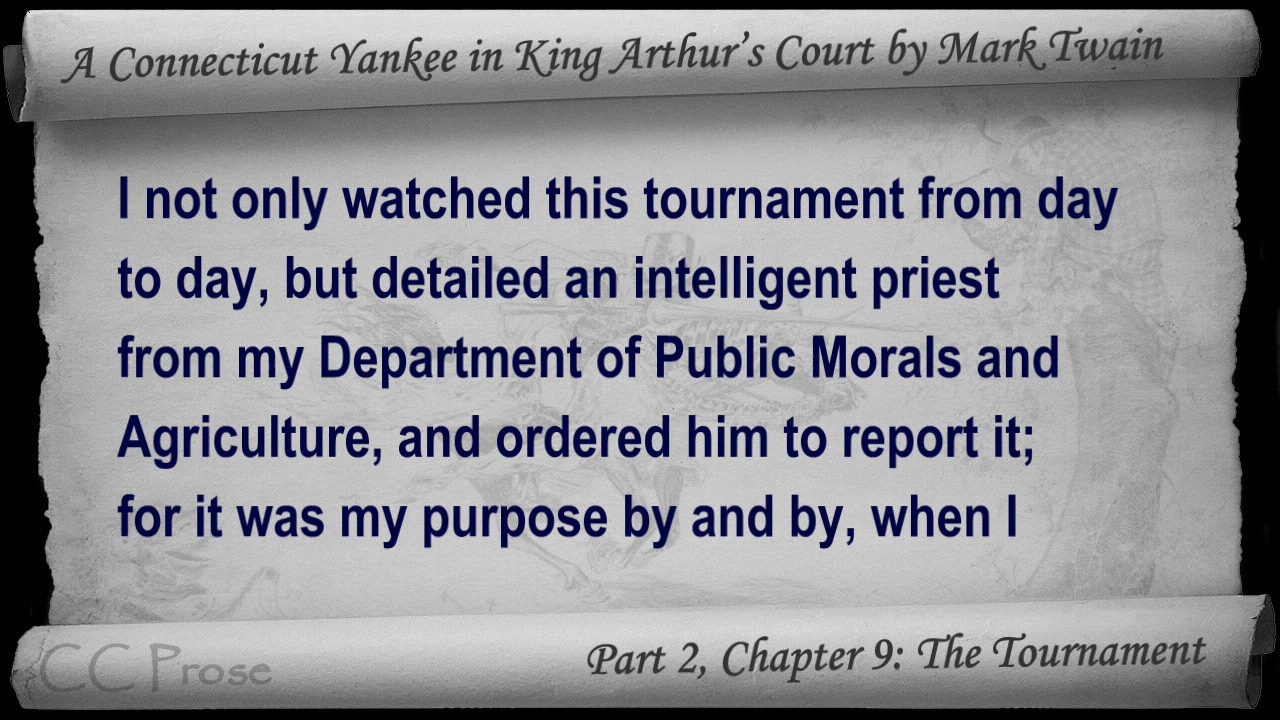 A Connecticut Yankee in King Arthur's Court by Mark Twain
I not only watched this tournament from day
to day, but detailed an intelligent priest
from my Department of Public Morals and
Agriculture, and ordered him to report it;
for it was my purpose by and by, when I
CC Prose
Part 2, Chapter 9: The Tournament